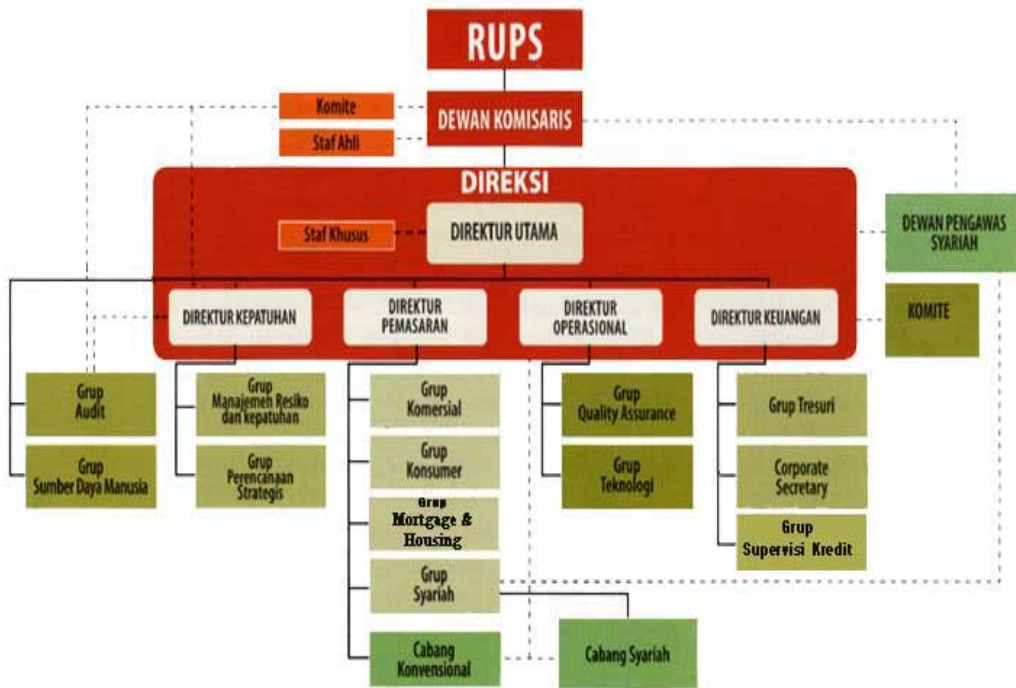 RUPS
Komite
DEWAN KOMISARIS
Staf Ahli
DIREKSI
Staf Khusus
DIREKTUR UTAMA
DEWAN PENGAWAS
SYARIAH
DIREKTUR KEPATUHAN
DIREKTUR
PEMASARAN
DIREKTUR
OPERASIONAL
DIREKTUR KEUANGAN
KOMITE
Grup
Audit
Grup
Manajemen Resiko
dan kepatuhan
Grup
Komersial
Grup
Quality Assurance
Grup Tresuri
Grup
Sumber Daya Manusia
Grup
Perencanaan
Strategis
Grup
Konsumer
Grup
Teknologi
Corporate
Secretary
Grup
Mortgage &
Housing
Grup
Supervisi Kredit
Grup
Syariah
Cabang
Konvensional
Cabang Syariah